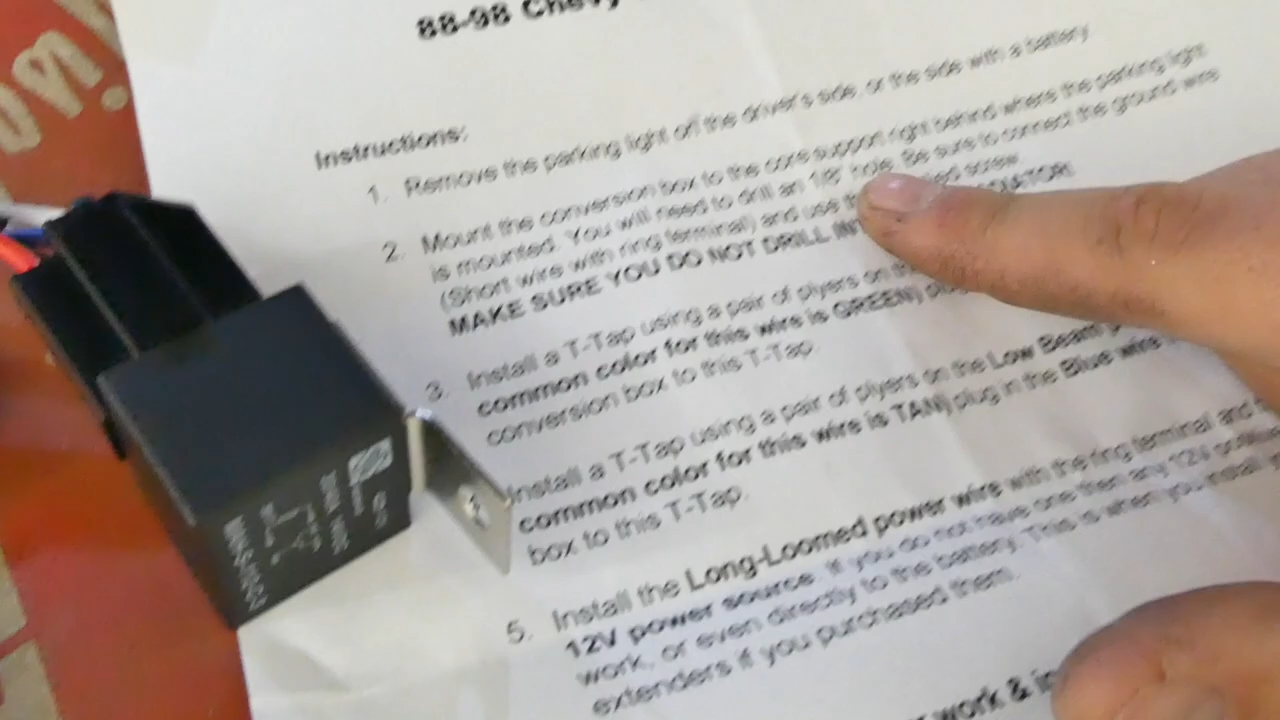 88-98 Chevy
Instructions:
1. Remove the parking light off the driver's side, or the side with a battery.
2. Mount the conversion box to the core support right behind where the parking light
is mounted. You will need to drill an 1/8" hole. Be sure to connect the ground wire
(Short wire with ring terminal) and use screw.
MAKE SURE YOU DO NOT DRILL
3. Install a T-Tap using a pair of plyers on
common color for this wire is GREEN)
conversion box to this T-Tap.
Install a T-Tap using a pair of plyers on the Low Beam
common color for this wire is TAN) plug in the Blue wire
box to this T-Tap.
5. Install the Long-Loomed power wire with the ring terminal and
12V power source. If you do not have one then any 12V
work, or even directly to the battery. This is when you install
extenders if you purchased them.
work &